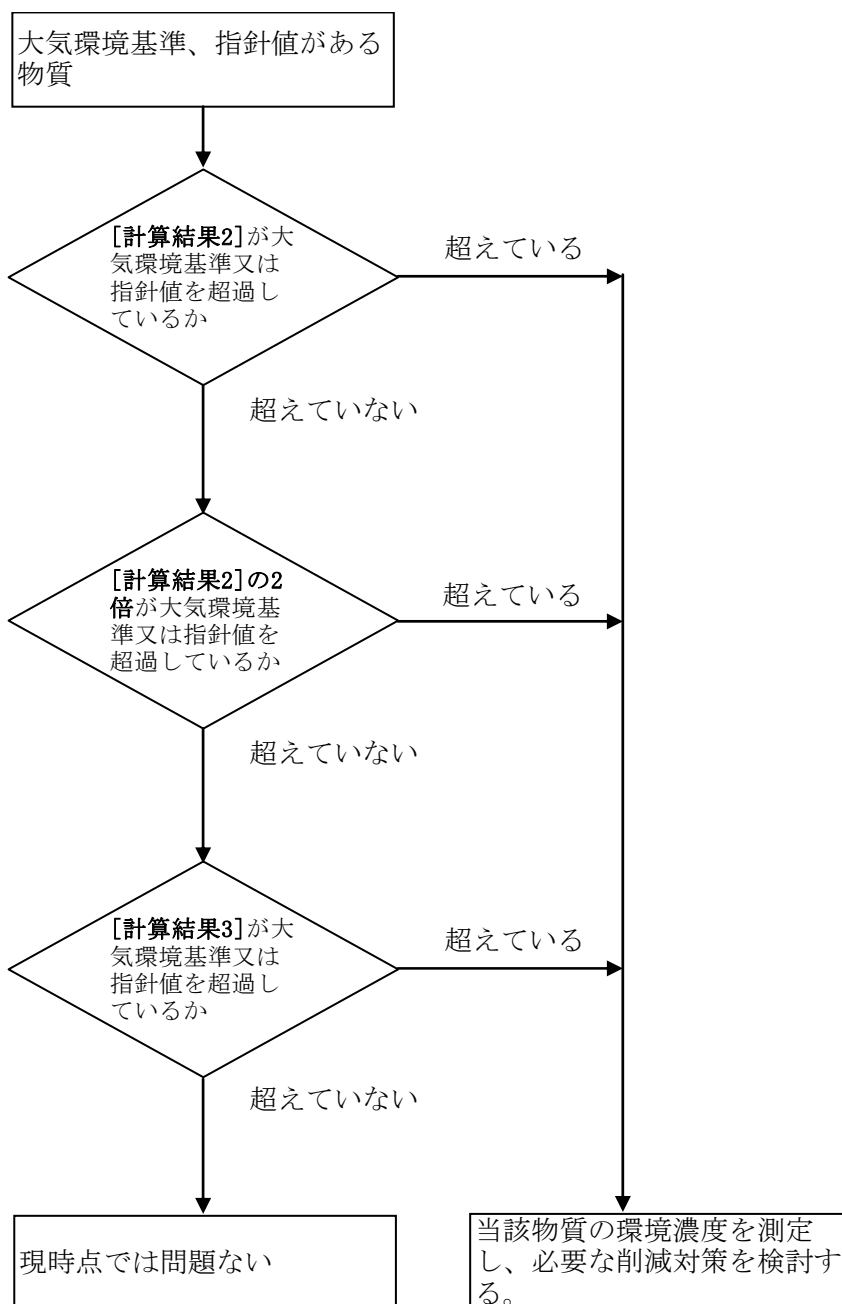 大気環境基準、指針値がある
物質
[計算結果2]が大
気環境基準又は
指針値を超過し
ているか
超えている
超えていない
[計算結果2]の2
倍が大気環境基
準又は指針値を
超過しているか
超えている
超えていない
[計算結果3]が大
気環境基準又は
指針値を超過し
ているか
超えている
超えていない
現時点では問題ない
当該物質の環境濃度を測定
し、必要な削減対策を検討す
る。